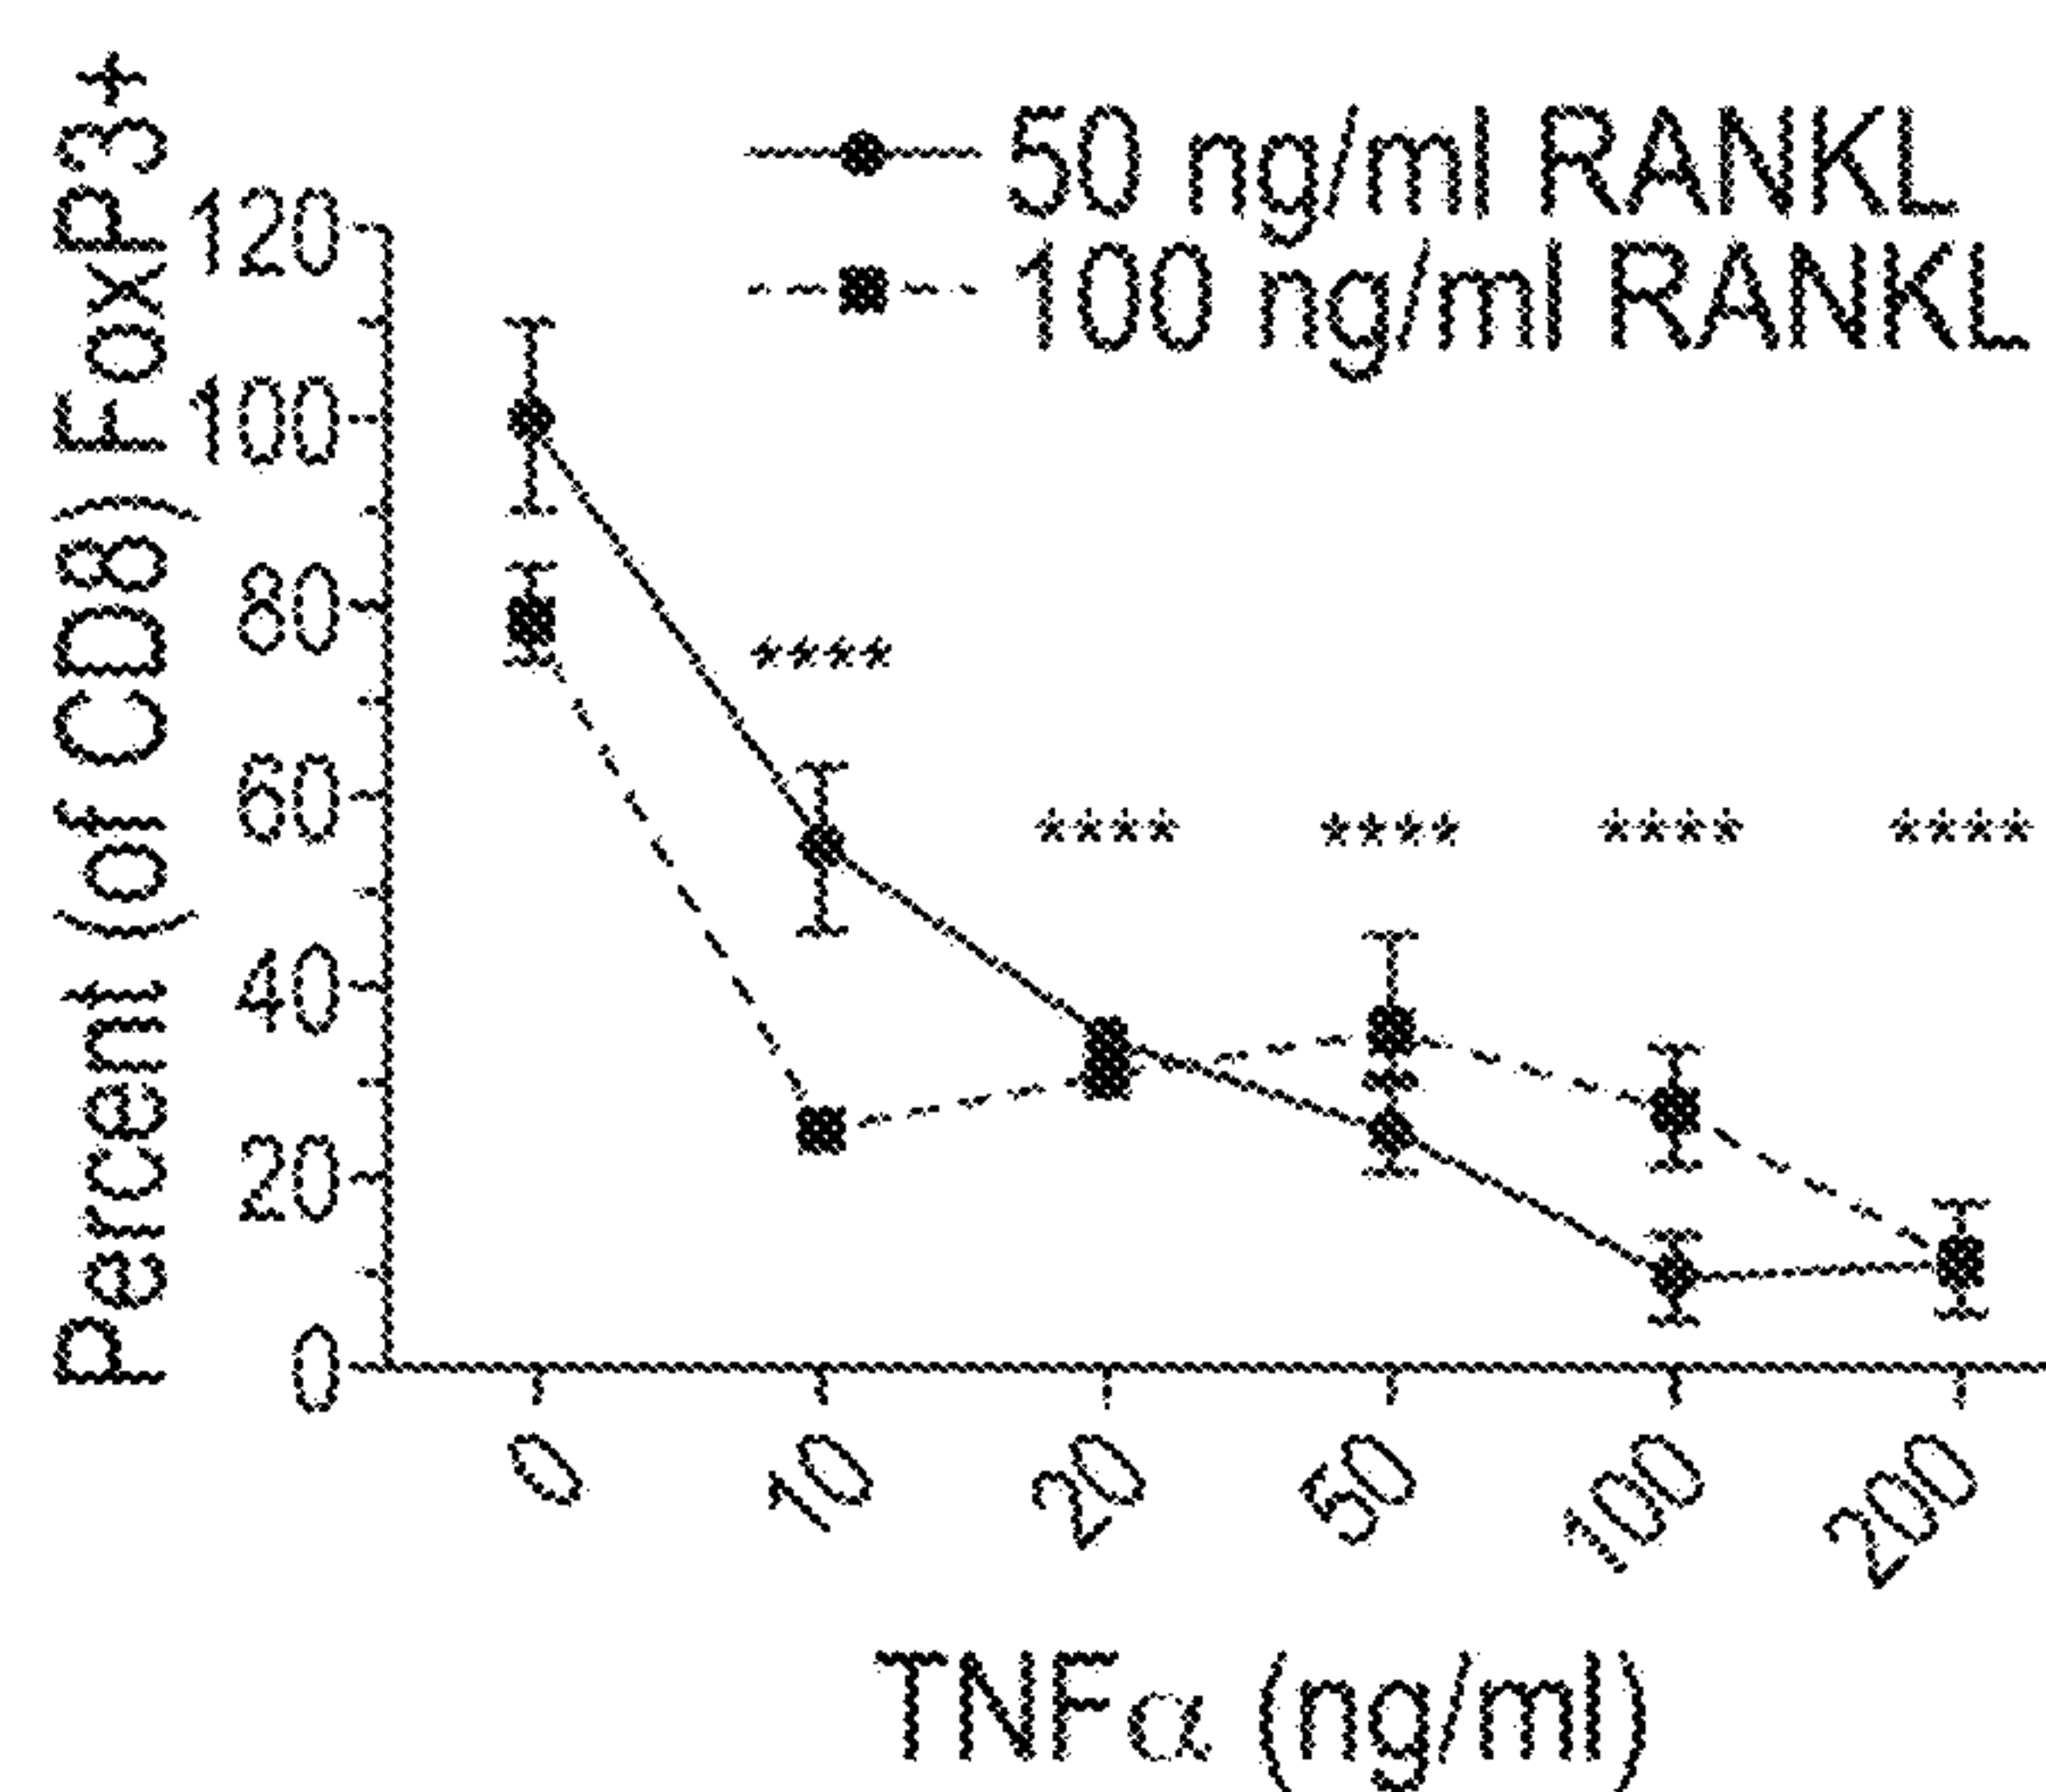 Percent (of CD8) FoxP3+
50 ng/ml RANKL
100 ng/ml RANKL
120
100
80
60
40
20
0
****
**** **** **** ****
0 10 20 50 100 200
TNFα (ng/ml)